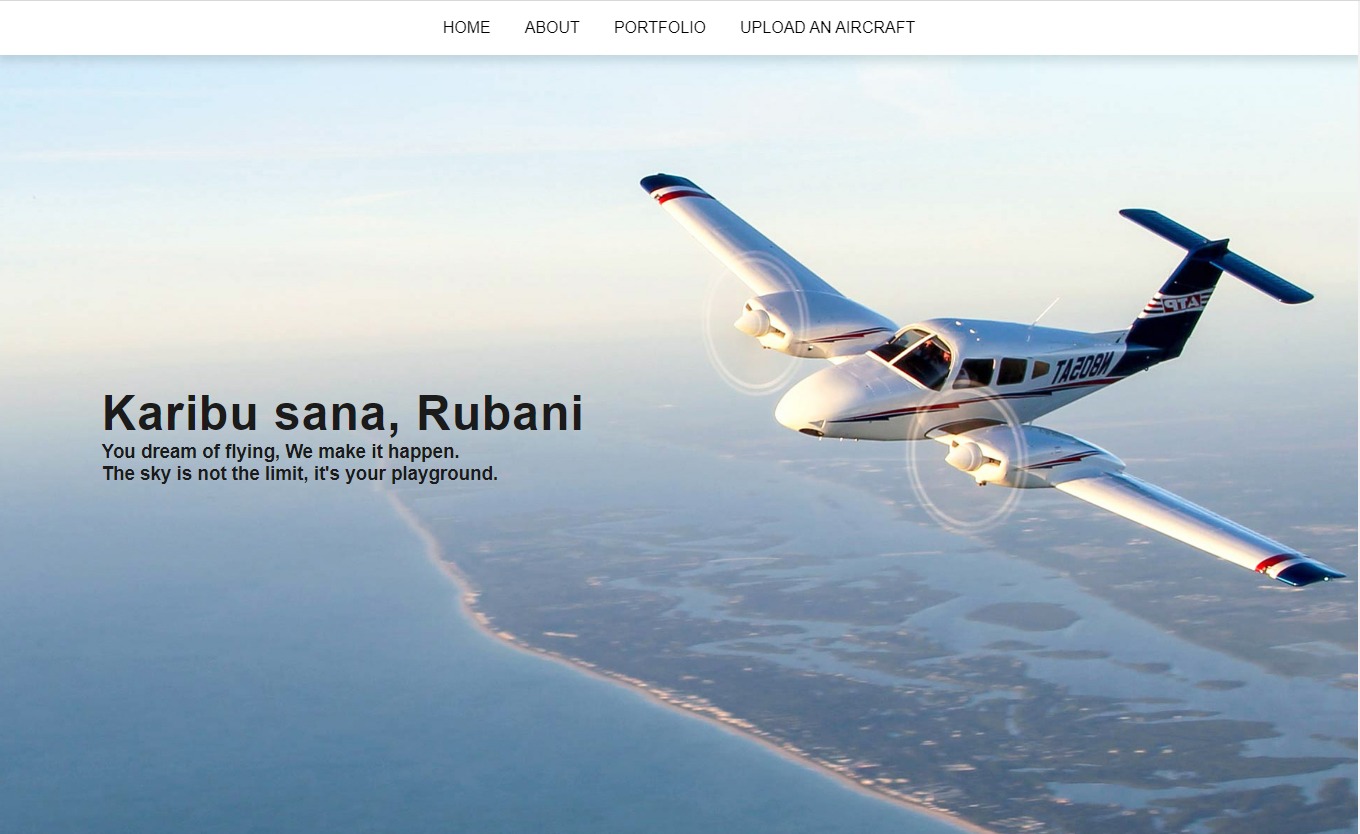 HOME ABOUT PORTFOLIO UPLOAD AN AIRCRAFT
ATP
N805AT
Karibu sana, Rubani
You dream of flying, We make it happen.
The sky is not the limit, it's your playground.